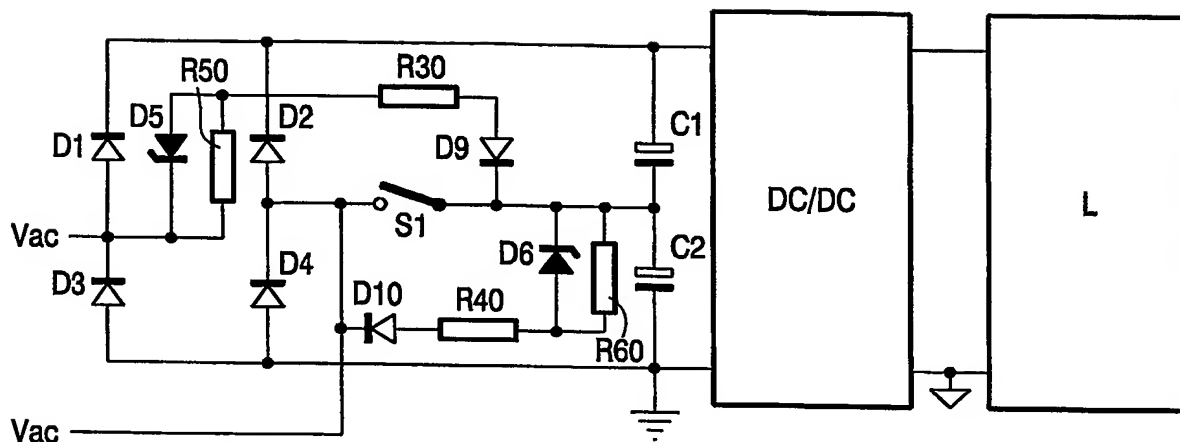 R50
R30
D5
D2
D1
D9
C1
DC/DC
L
S1
Vac
D3
D4
D6
C2
D10
R40
R60
Vac